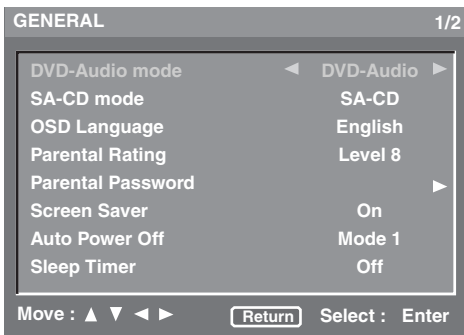 GENERAL 1/2
DVD-Audio mode ◄ DVD-Audio ►
SA-CD mode SA-CD
OSD Language English
Parental Rating Level 8
Parental Password ►
Screen Saver On
Auto Power Off Mode 1
Sleep Timer Off
Move : ▲ ▼ ◄ ► Return Select : Enter